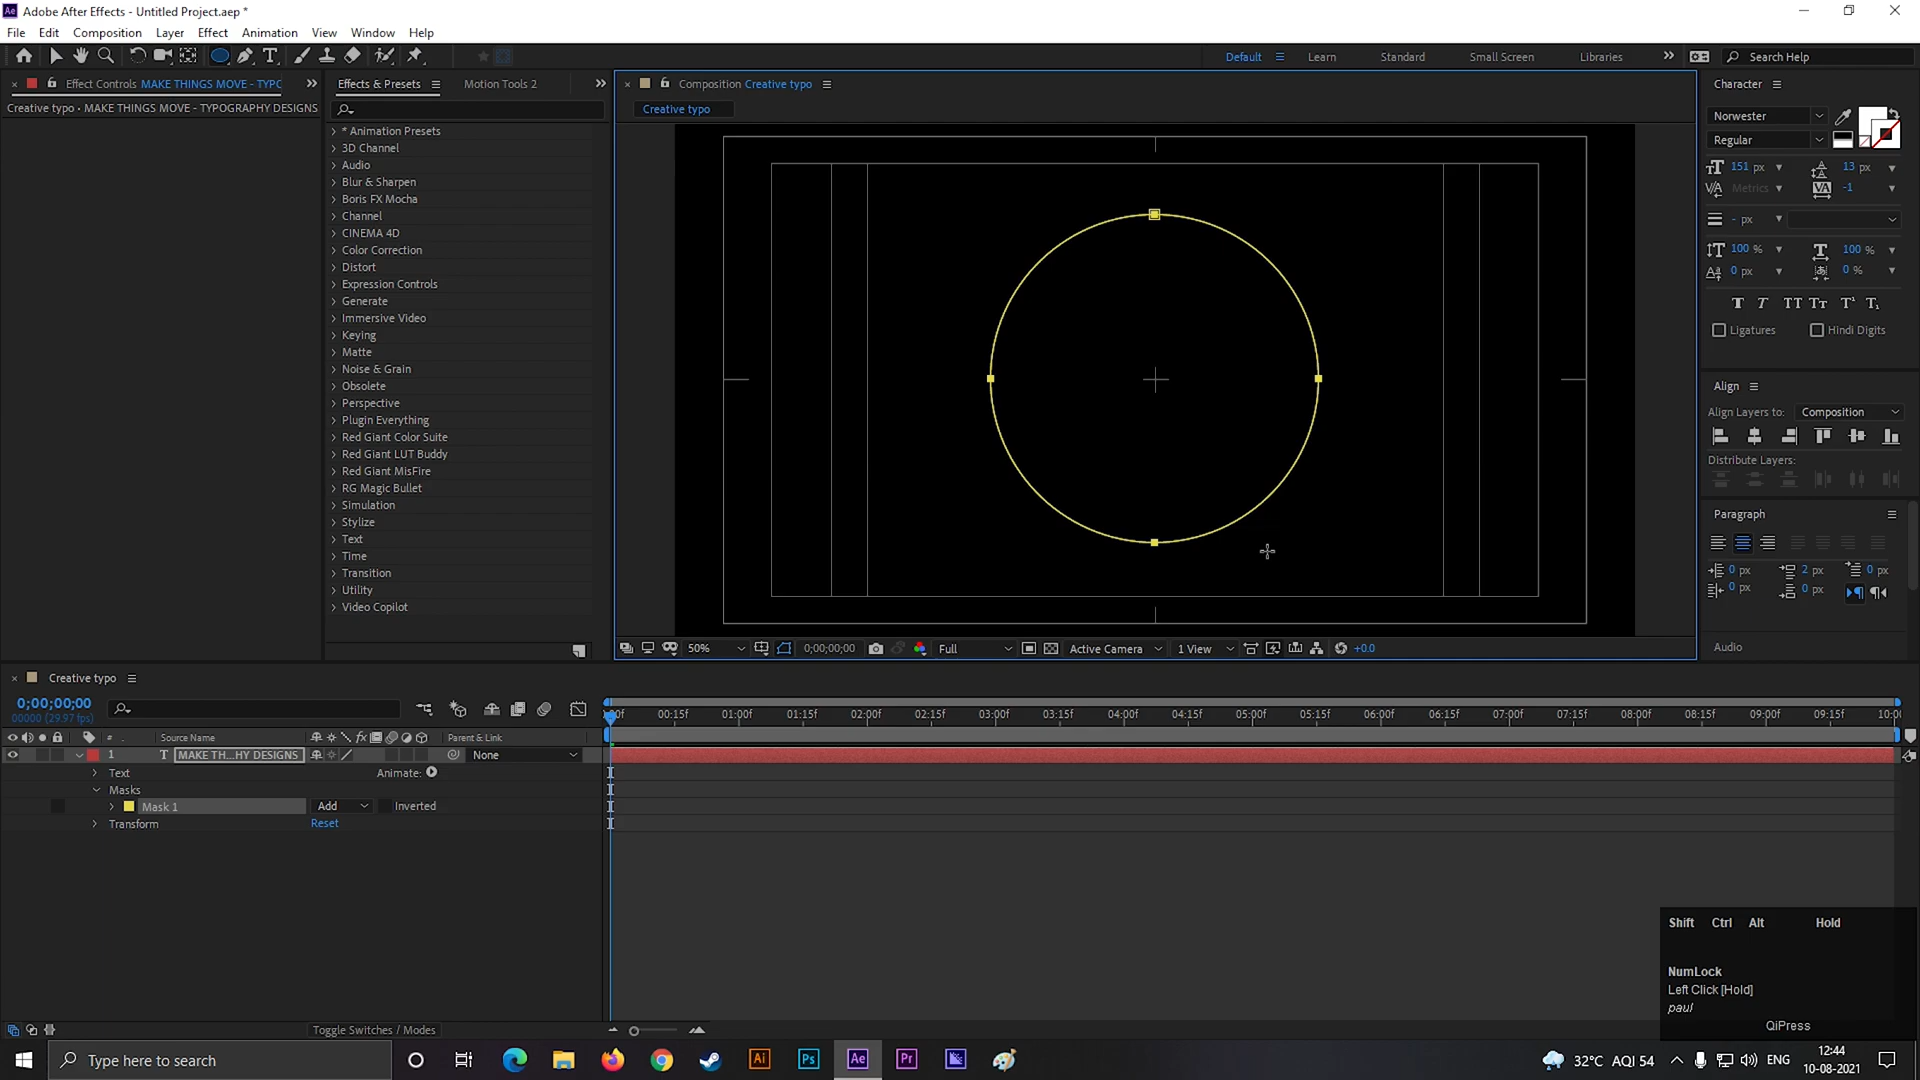 Adobe After Effects - Untitled Project.aep *
File Edit Composition Layer Effect Animation View Window Help
Default Learn Standard Small Screen Libraries Search Help
Effect Controls MAKE THINGS MOVE - TYPC
Creative typo • MAKE THINGS MOVE - TYPOGRAPHY DESIGNS
Effects & Presets Motion Tools 2
* Animation Presets
3D Channel
Audio
Blur & Sharpen
Boris FX Mocha
Channel
CINEMA 4D
Color Correction
Distort
Expression Controls
Generate
Immersive Video
Keying
Matte
Noise & Grain
Obsolete
Perspective
Plugin Everything
Red Giant Color Suite
Red Giant LUT Buddy
Red Giant MisFire
RG Magic Bullet
Simulation
Stylize
Text
Time
Transition
Utility
Video Copilot
Composition Creative typo
Creative typo
50% 0;00;00;00 Full Active Camera 1 View +0.0
Character
Norwester
Regular
151 px 13 px
Metrics -1
- px
100 % 100 %
0 px 0 %
Ligatures Hindi Digits
Align
Align Layers to: Composition
Distribute Layers:
Paragraph
0 px 2 px 0 px
0 px 0 px
Audio
Creative typo
0;00;00;00
00000 (29.97 fps)
# Source Name Parent & Link
1 T MAKE TH...HY DESIGNS None
Text Animate:
Masks
Mask 1 Add Inverted
Transform Reset
00:15f 01:00f 01:15f 02:00f 02:15f 03:00f 03:15f 04:00f 04:15f 05:00f 05:15f 06:00f 06:15f 07:00f 07:15f 08:00f 08:15f 09:00f 09:15f
Toggle Switches / Modes
Shift Ctrl Alt Hold
NumLock
Left Click [Hold]
paul
QiPress
Type here to search
Ai Ps Ae Pr
32°C AQI 54 ENG
12:44
10-08-2021